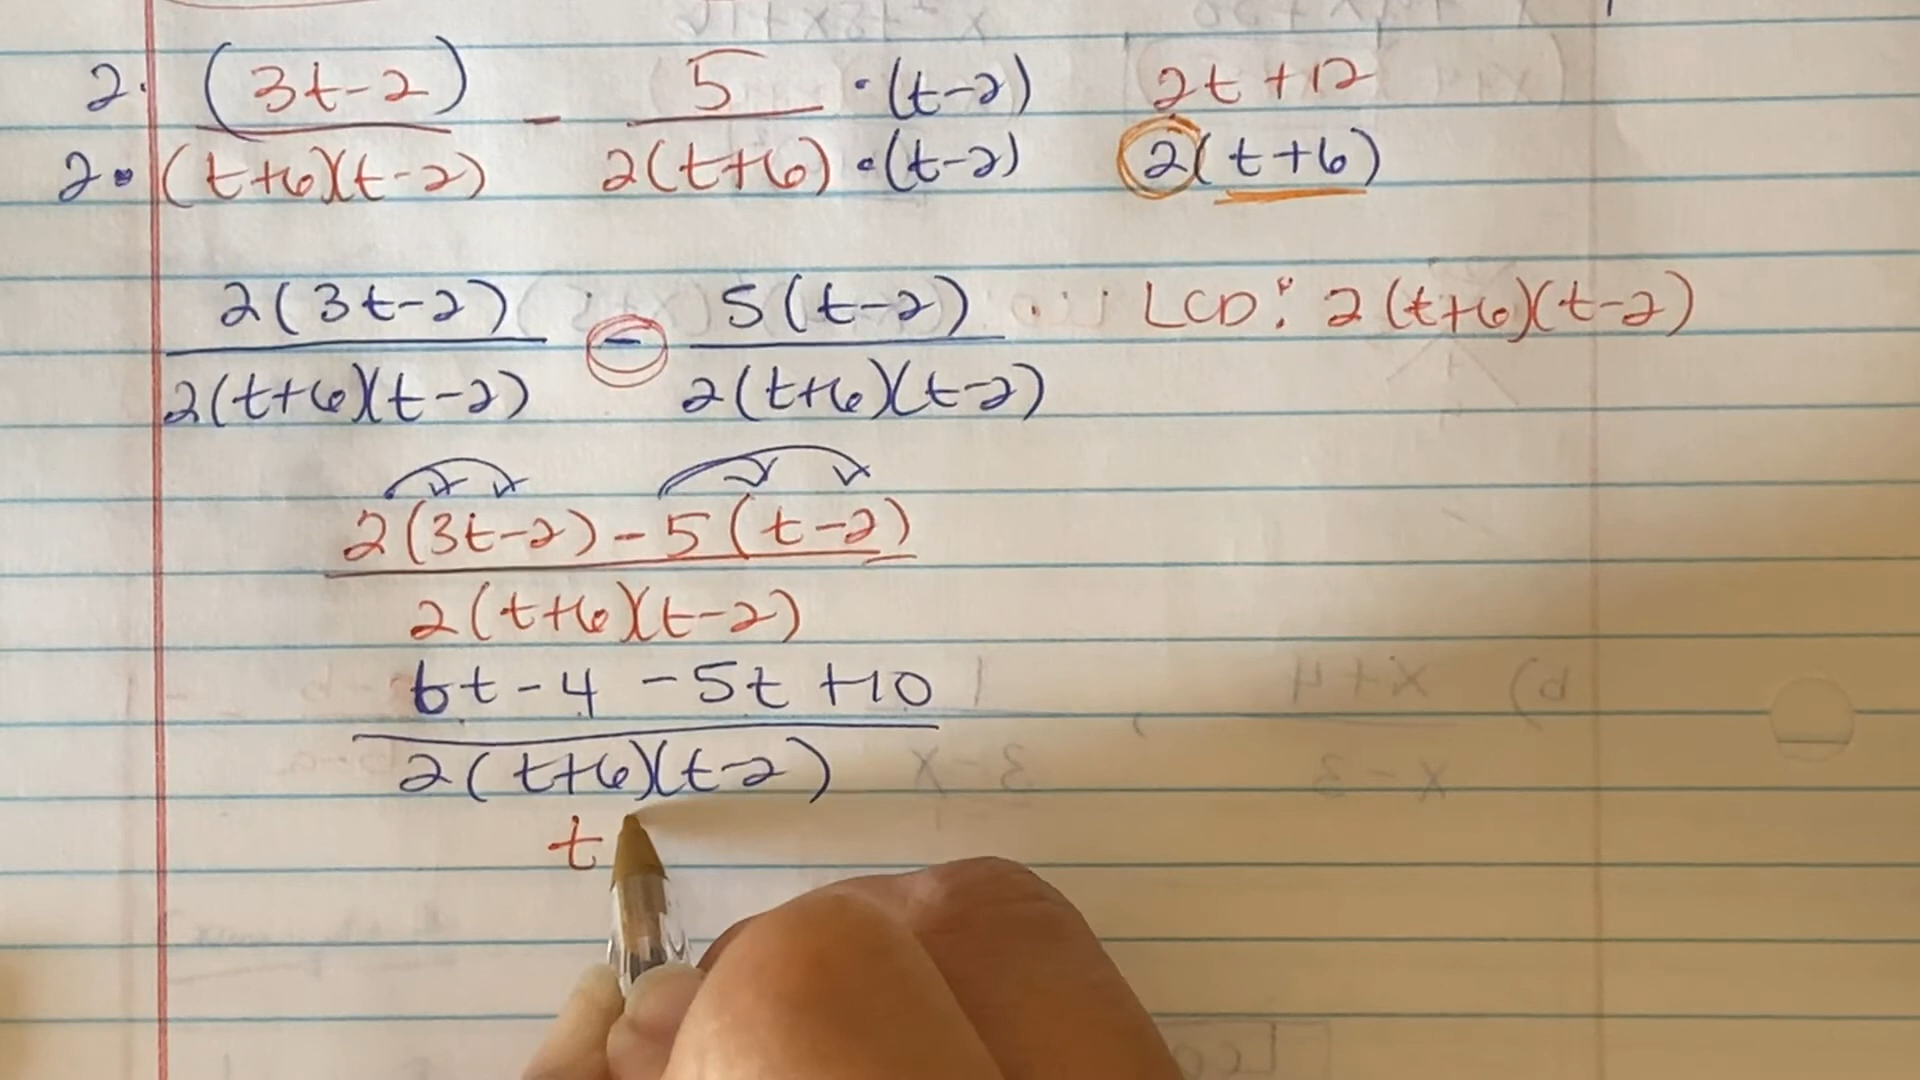 2· (3t-2) - 5 ·(t-2) 2t+12
2·(t+6)(t-2) 2(t+6) ·(t-2) 2(t+6)
2(3t-2) - 5(t-2) LCD: 2(t+6)(t-2)
2(t+6)(t-2) 2(t+6)(t-2)
2(3t-2)-5(t-2)
2(t+6)(t-2)
6t-4-5t+10
2(t+6)(t-2)
t